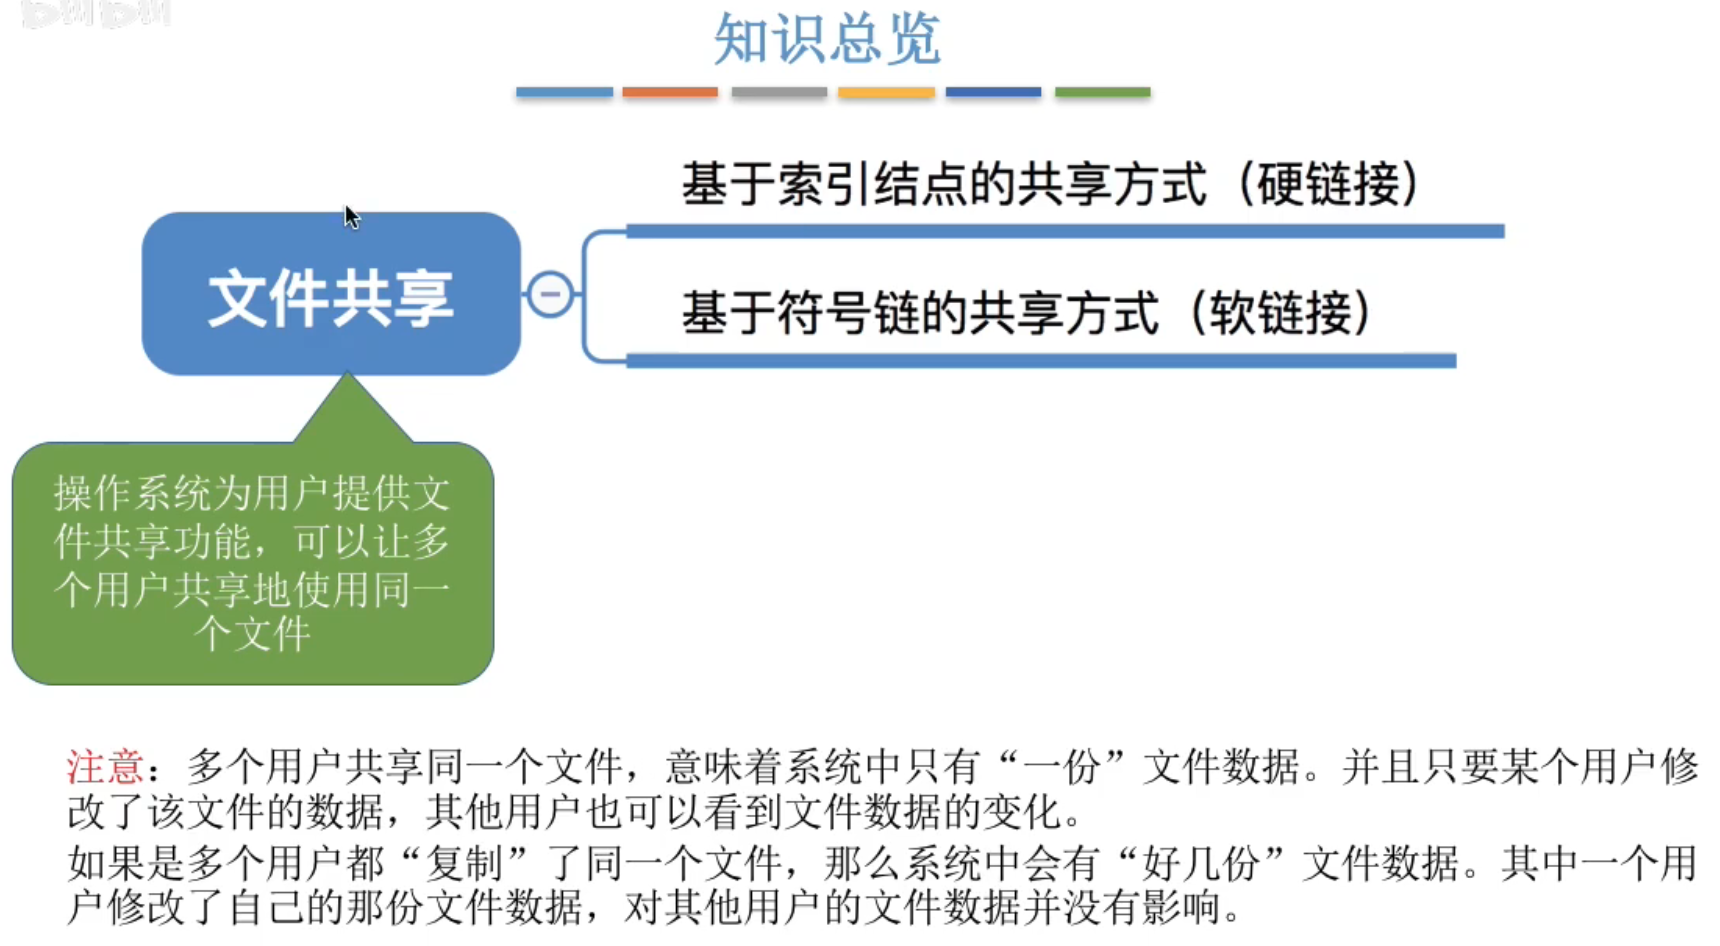 知识总览
基于索引结点的共享方式（硬链接）
文件共享
基于符号链的共享方式（软链接）
操作系统为用户提供文
件共享功能，可以让多
个用户共享地使用同一
个文件
注意：多个用户共享同一个文件，意味着系统中只有“一份”文件数据。并且只要某个用户修
改了该文件的数据，其他用户也可以看到文件数据的变化。
如果是多个用户都“复制”了同一个文件，那么系统中会有“好几份”文件数据。其中一个用
户修改了自己的那份文件数据，对其他用户的文件数据并没有影响。